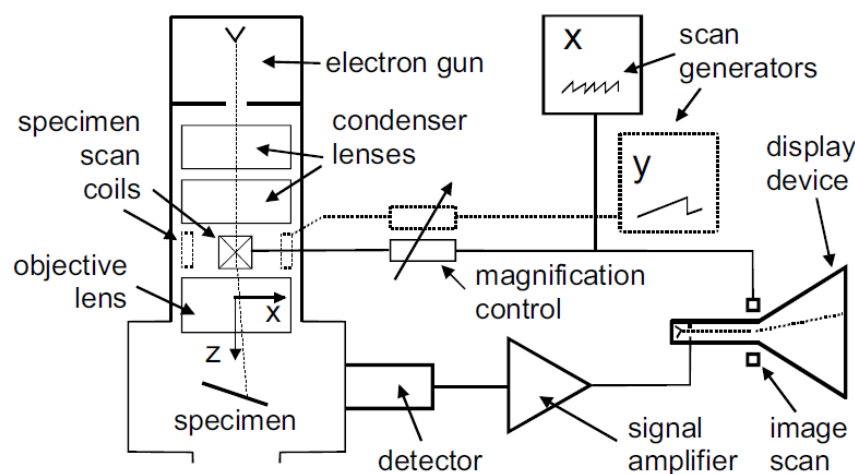 electron gun
specimen
scan
coils
condenser
lenses
objective
lens
x
z
specimen
detector
x
scan
generators
y
magnification
control
display
device
signal
amplifier
image
scan